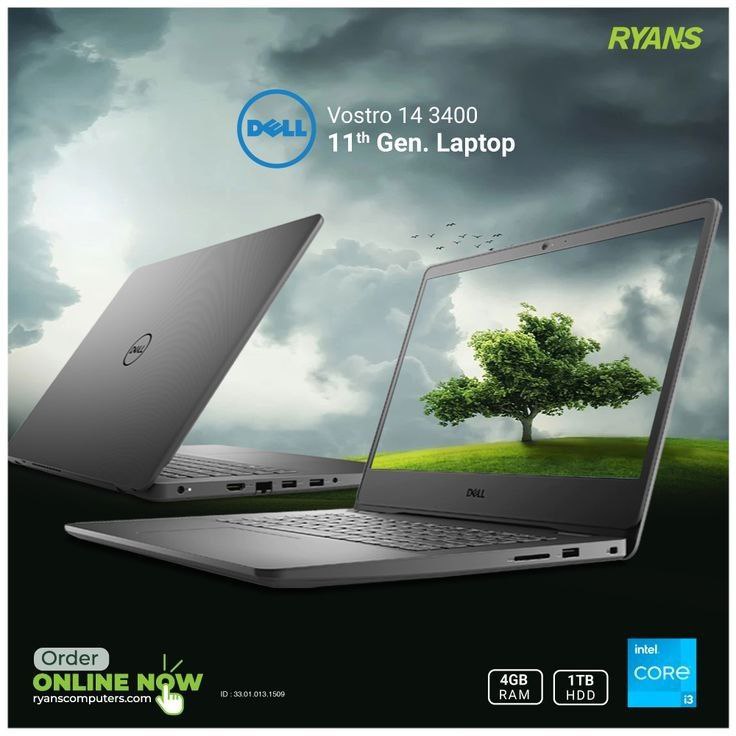 RYANS
DELL
Vostro 14 3400
11th Gen. Laptop
DELL
DELL
Order
ONLINE NOW
ryanscomputers.com
ID : 33.01.013.1509
4GB
RAM
1TB
HDD
intel.
CORE
i3